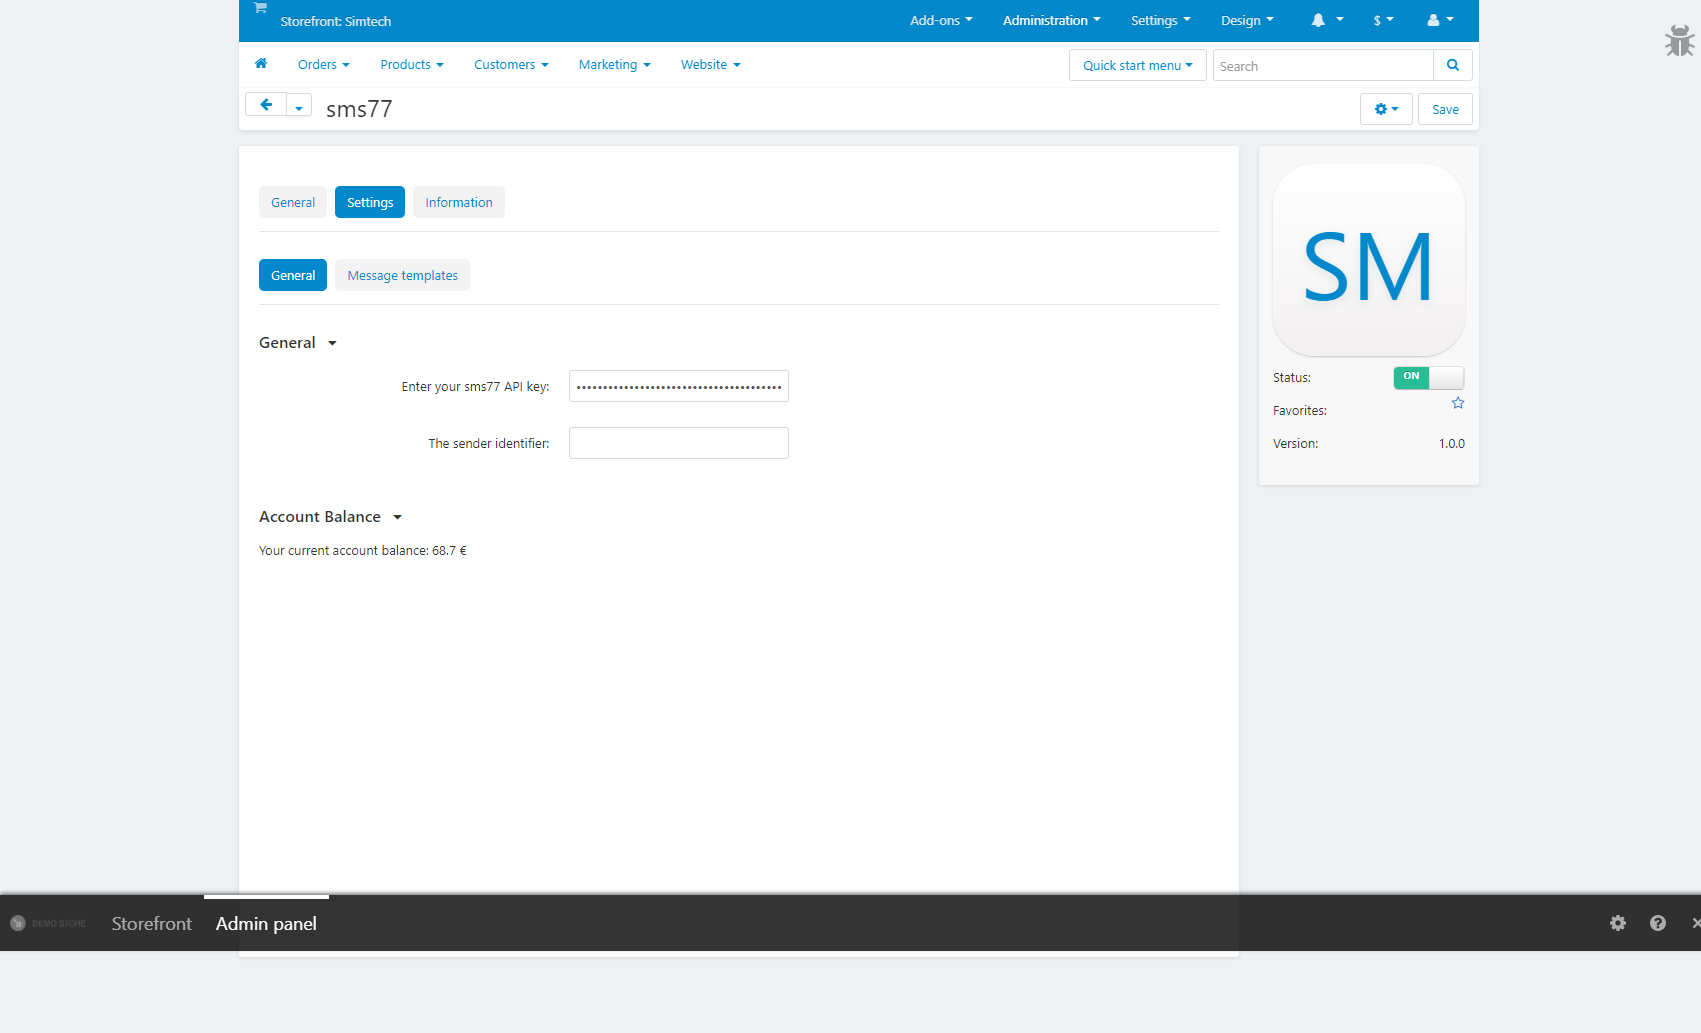 Storefront: Simtech Add-ons Administration Settings Design $
Orders Products Customers Marketing Website Quick start menu Search
sms77 Save
General Settings Information
General Message templates
General
Enter your sms77 API key: •••••••••••••••••••••••••••••••••••••••
The sender identifier:
Account Balance
Your current account balance: 68.7 €
SM
Status: ON
Favorites:
Version: 1.0.0
DEMO STORE Storefront Admin panel